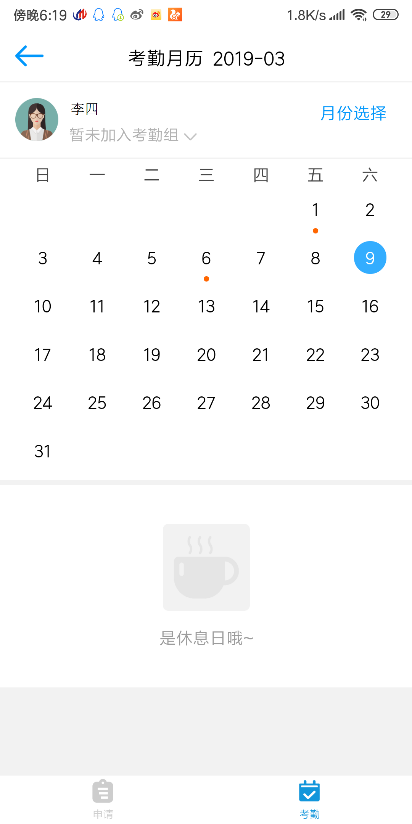 傍晚6:19 1.8K/s 29
考勤月历 2019-03
李四
月份选择
暂未加入考勤组
日 一 二 三 四 五 六
1 2
3 4 5 6 7 8 9
10 11 12 13 14 15 16
17 18 19 20 21 22 23
24 25 26 27 28 29 30
31
是休息日哦~
申请 考勤